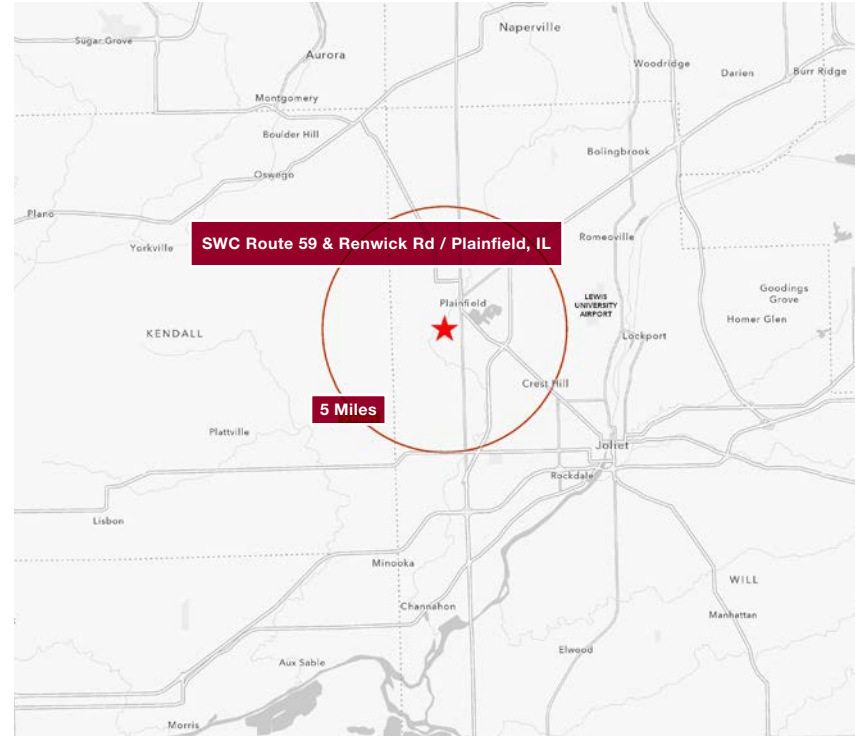 Naperville
Sugar Grove
Aurora
Woodridge
Darien
Burr Ridge
Montgomery
Boulder Hill
Bolingbrook
Oswego
Plano
SWC Route 59 & Renwick Rd / Plainfield, IL
Romeoville
Yorkville
Goodings
Grove
LEWIS
UNIVERSITY
AIRPORT
Plainfield
Homer Glen
KENDALL
Lockport
Crest Hill
5 Miles
Plattville
Joliet
Rockdale
Lisbon
Minooka
WILL
Channahon
Manhattan
Elwood
Aux Sable
Morris